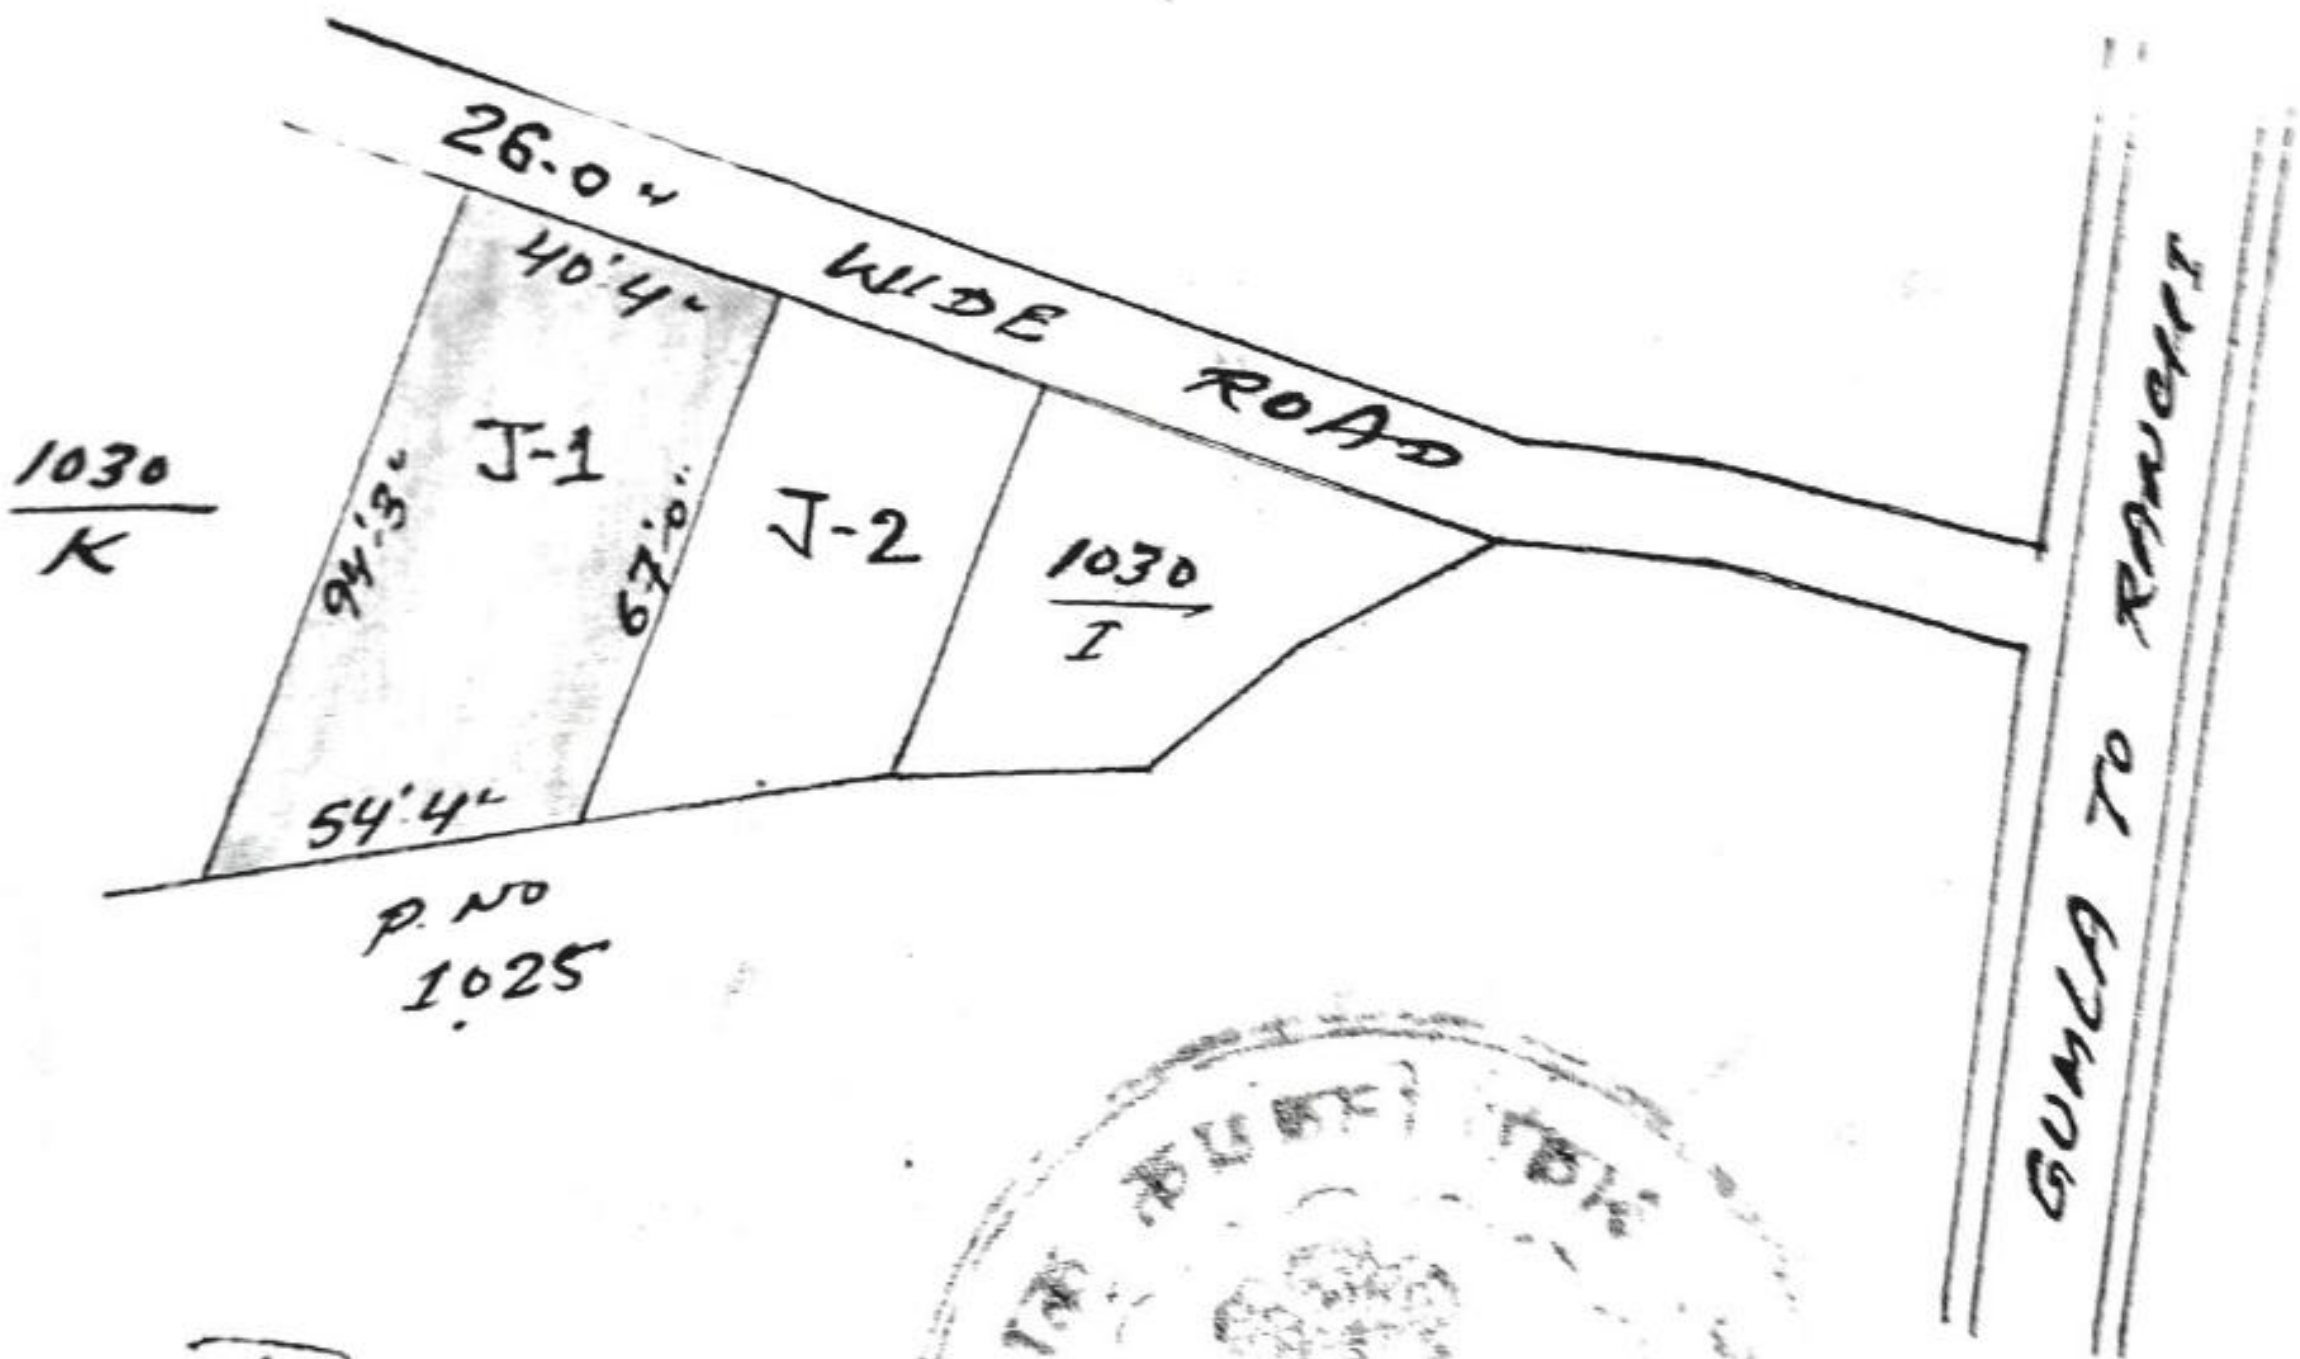 26-0"
WIDE
ROAD
40'4"
J-1
94'.3"
67'.0"
J-2
1030
K
1030
I
54'.4"
P. NO
1025
GUMLA TO RANCHI